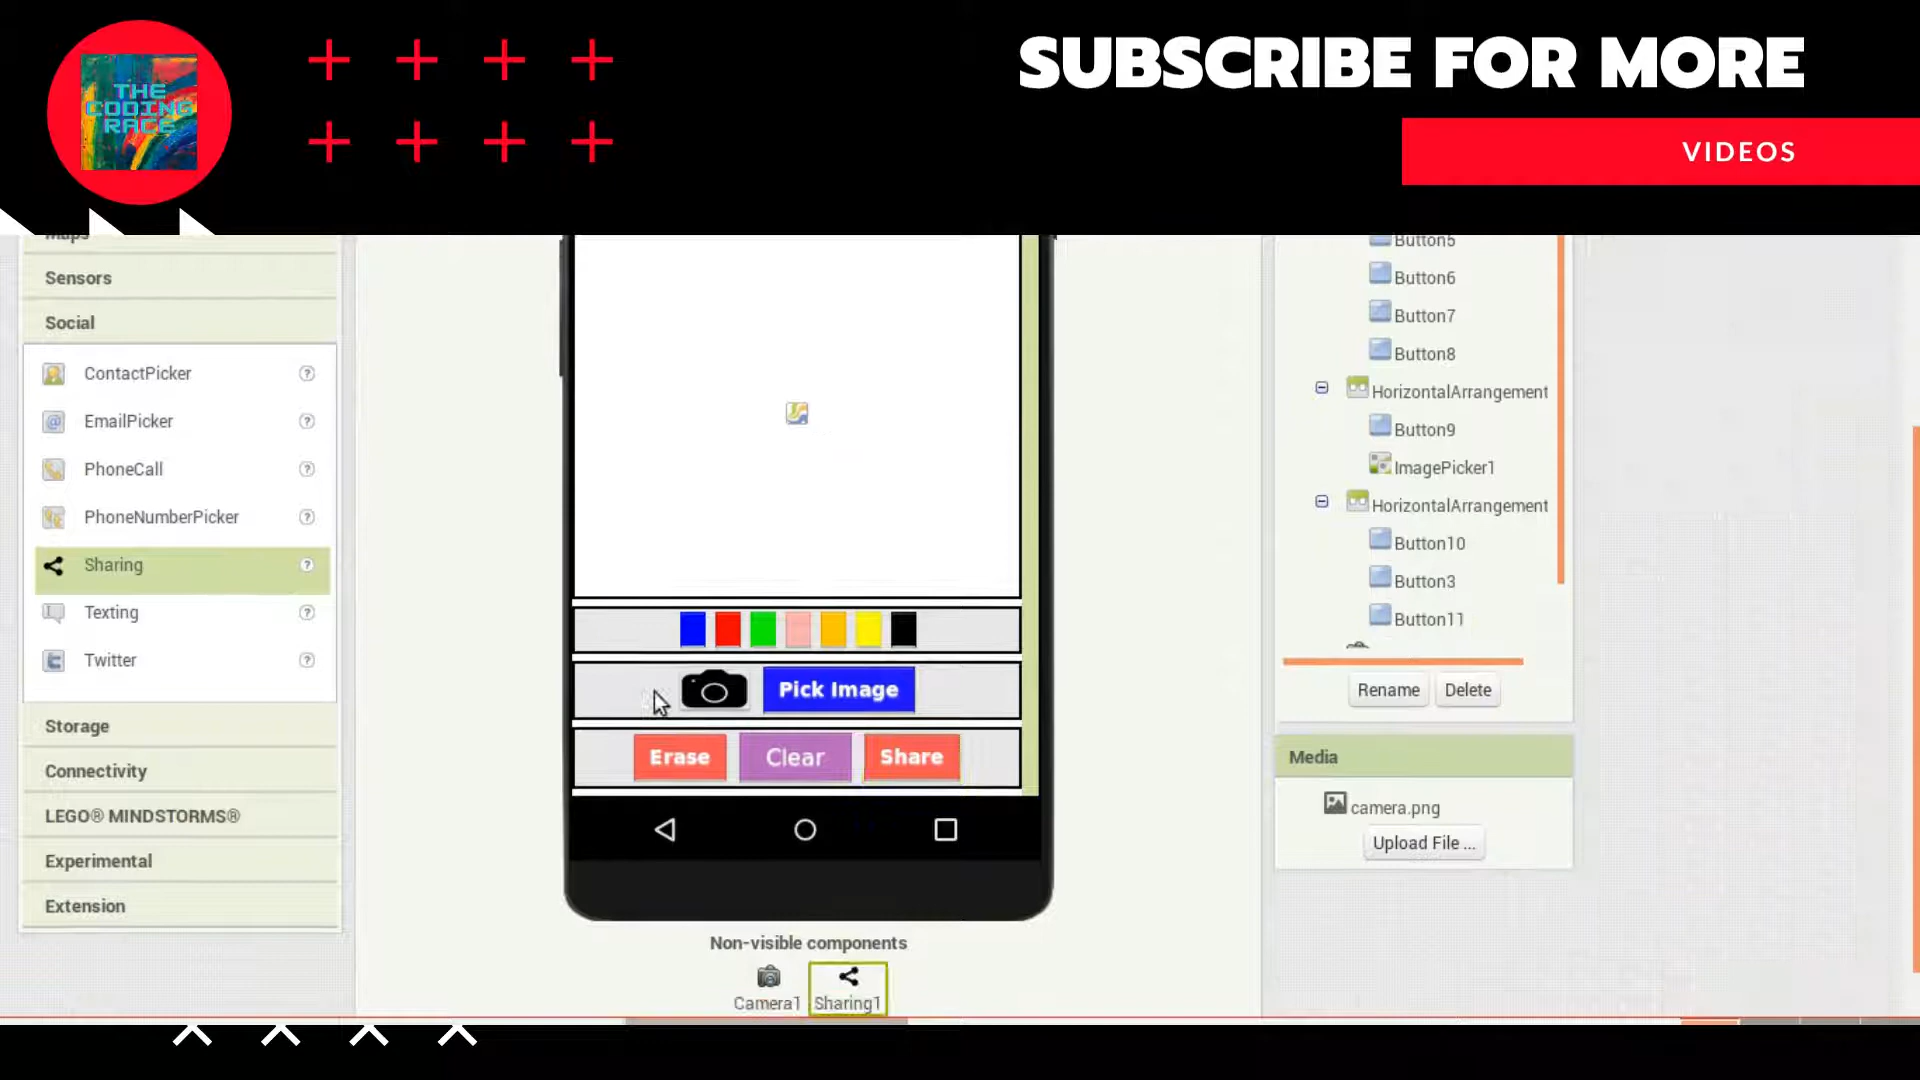 THE
CODING
RACE
SUBSCRIBE FOR MORE
VIDEOS
Maps
Sensors
Social
ContactPicker
EmailPicker
PhoneCall
PhoneNumberPicker
Sharing
Texting
Twitter
Storage
Connectivity
LEGO® MINDSTORMS®
Experimental
Extension
Pick Image
Erase
Clear
Share
Non-visible components
Camera1
Sharing1
Button5
Button6
Button7
Button8
HorizontalArrangement
Button9
ImagePicker1
HorizontalArrangement
Button10
Button3
Button11
Rename
Delete
Media
camera.png
Upload File ...